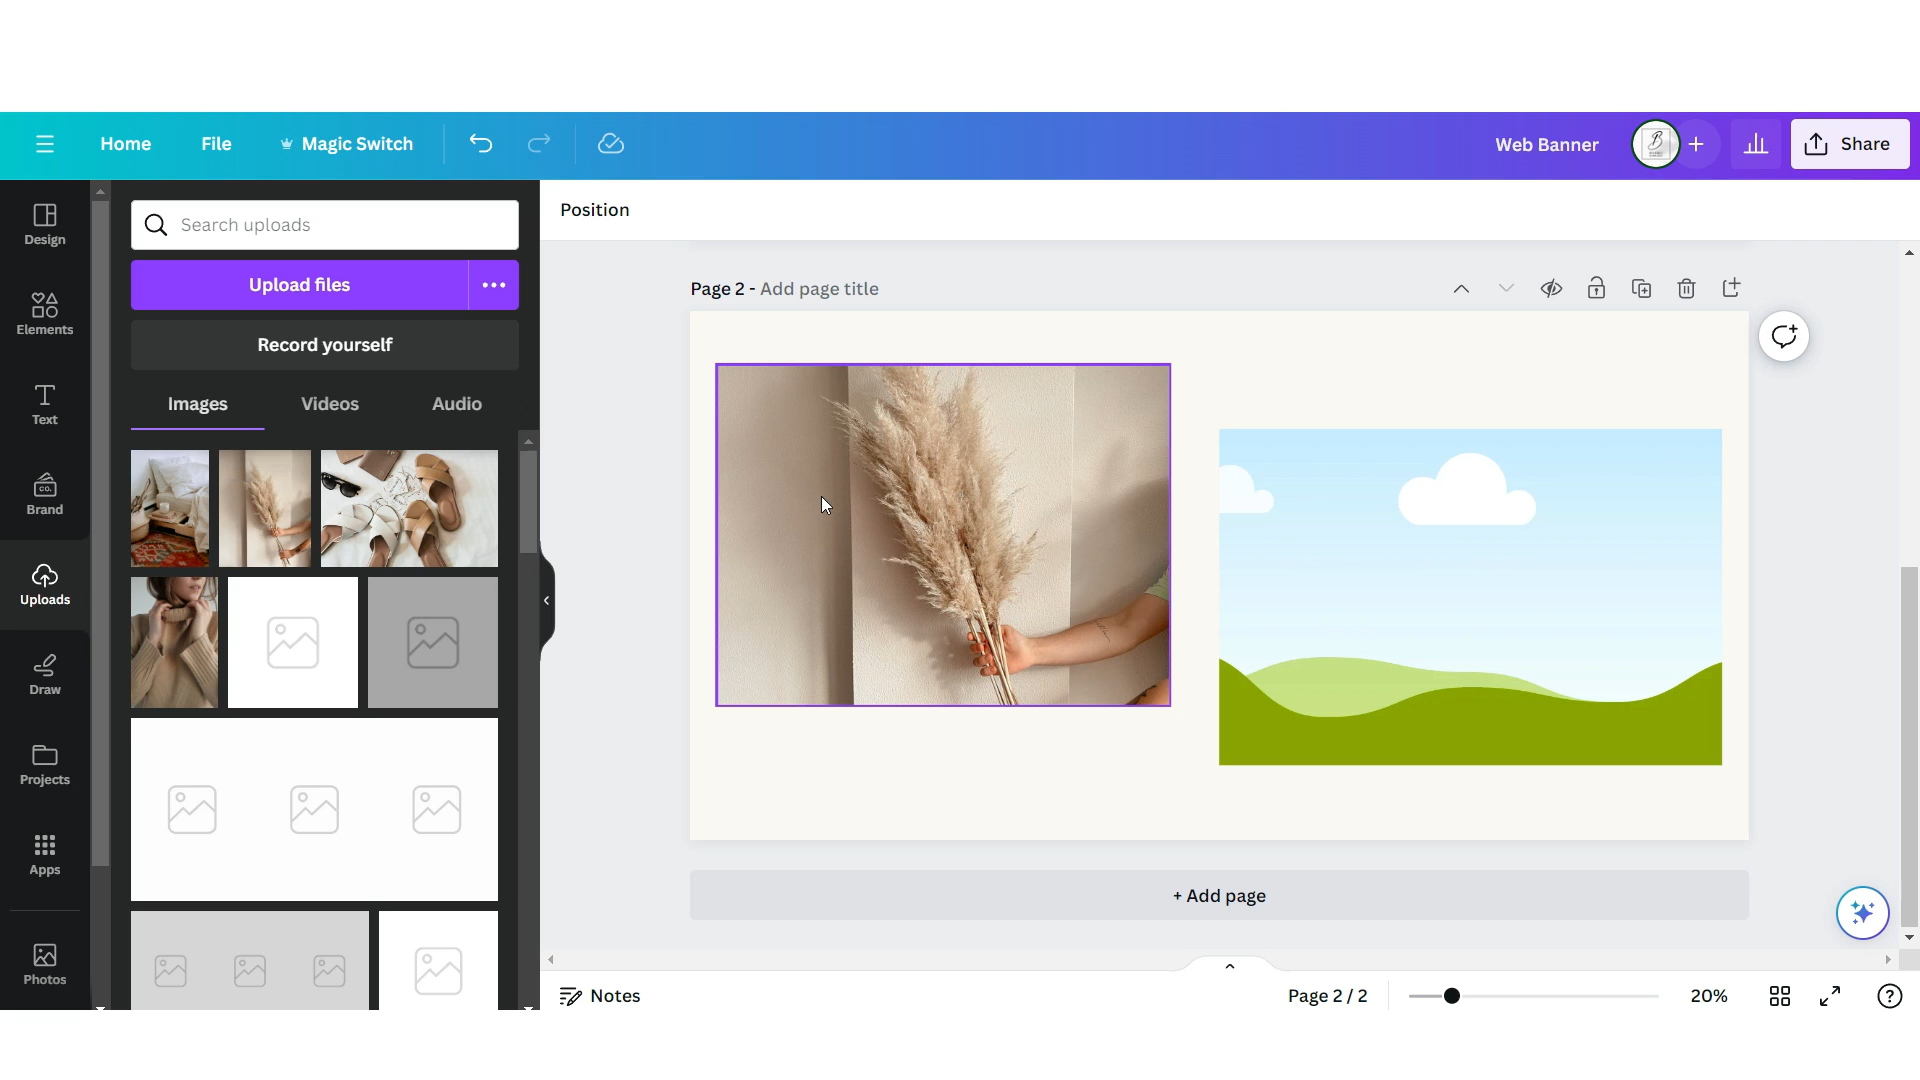 Home
File
Magic Switch
Web Banner
Share
Design
Elements
Text
CO.
Brand
Uploads
Draw
Projects
Apps
Photos
Search uploads
Upload files
Record yourself
Images
Videos
Audio
Position
Page 2 - Add page title
+ Add page
Notes
Page 2 / 2
20%